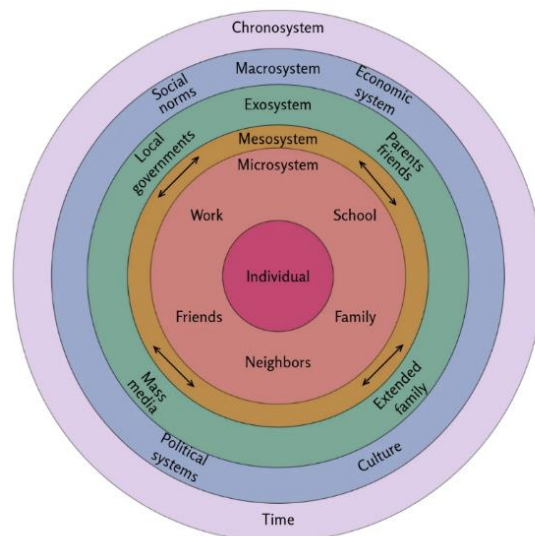 Chronosystem
Macrosystem
Social
norms
Economic
system
Exosystem
Local
governments
Parents
friends
Mesosystem
Microsystem
Work
School
Individual
Friends
Family
Neighbors
Mass
media
Extended
family
Political
systems
Culture
Time